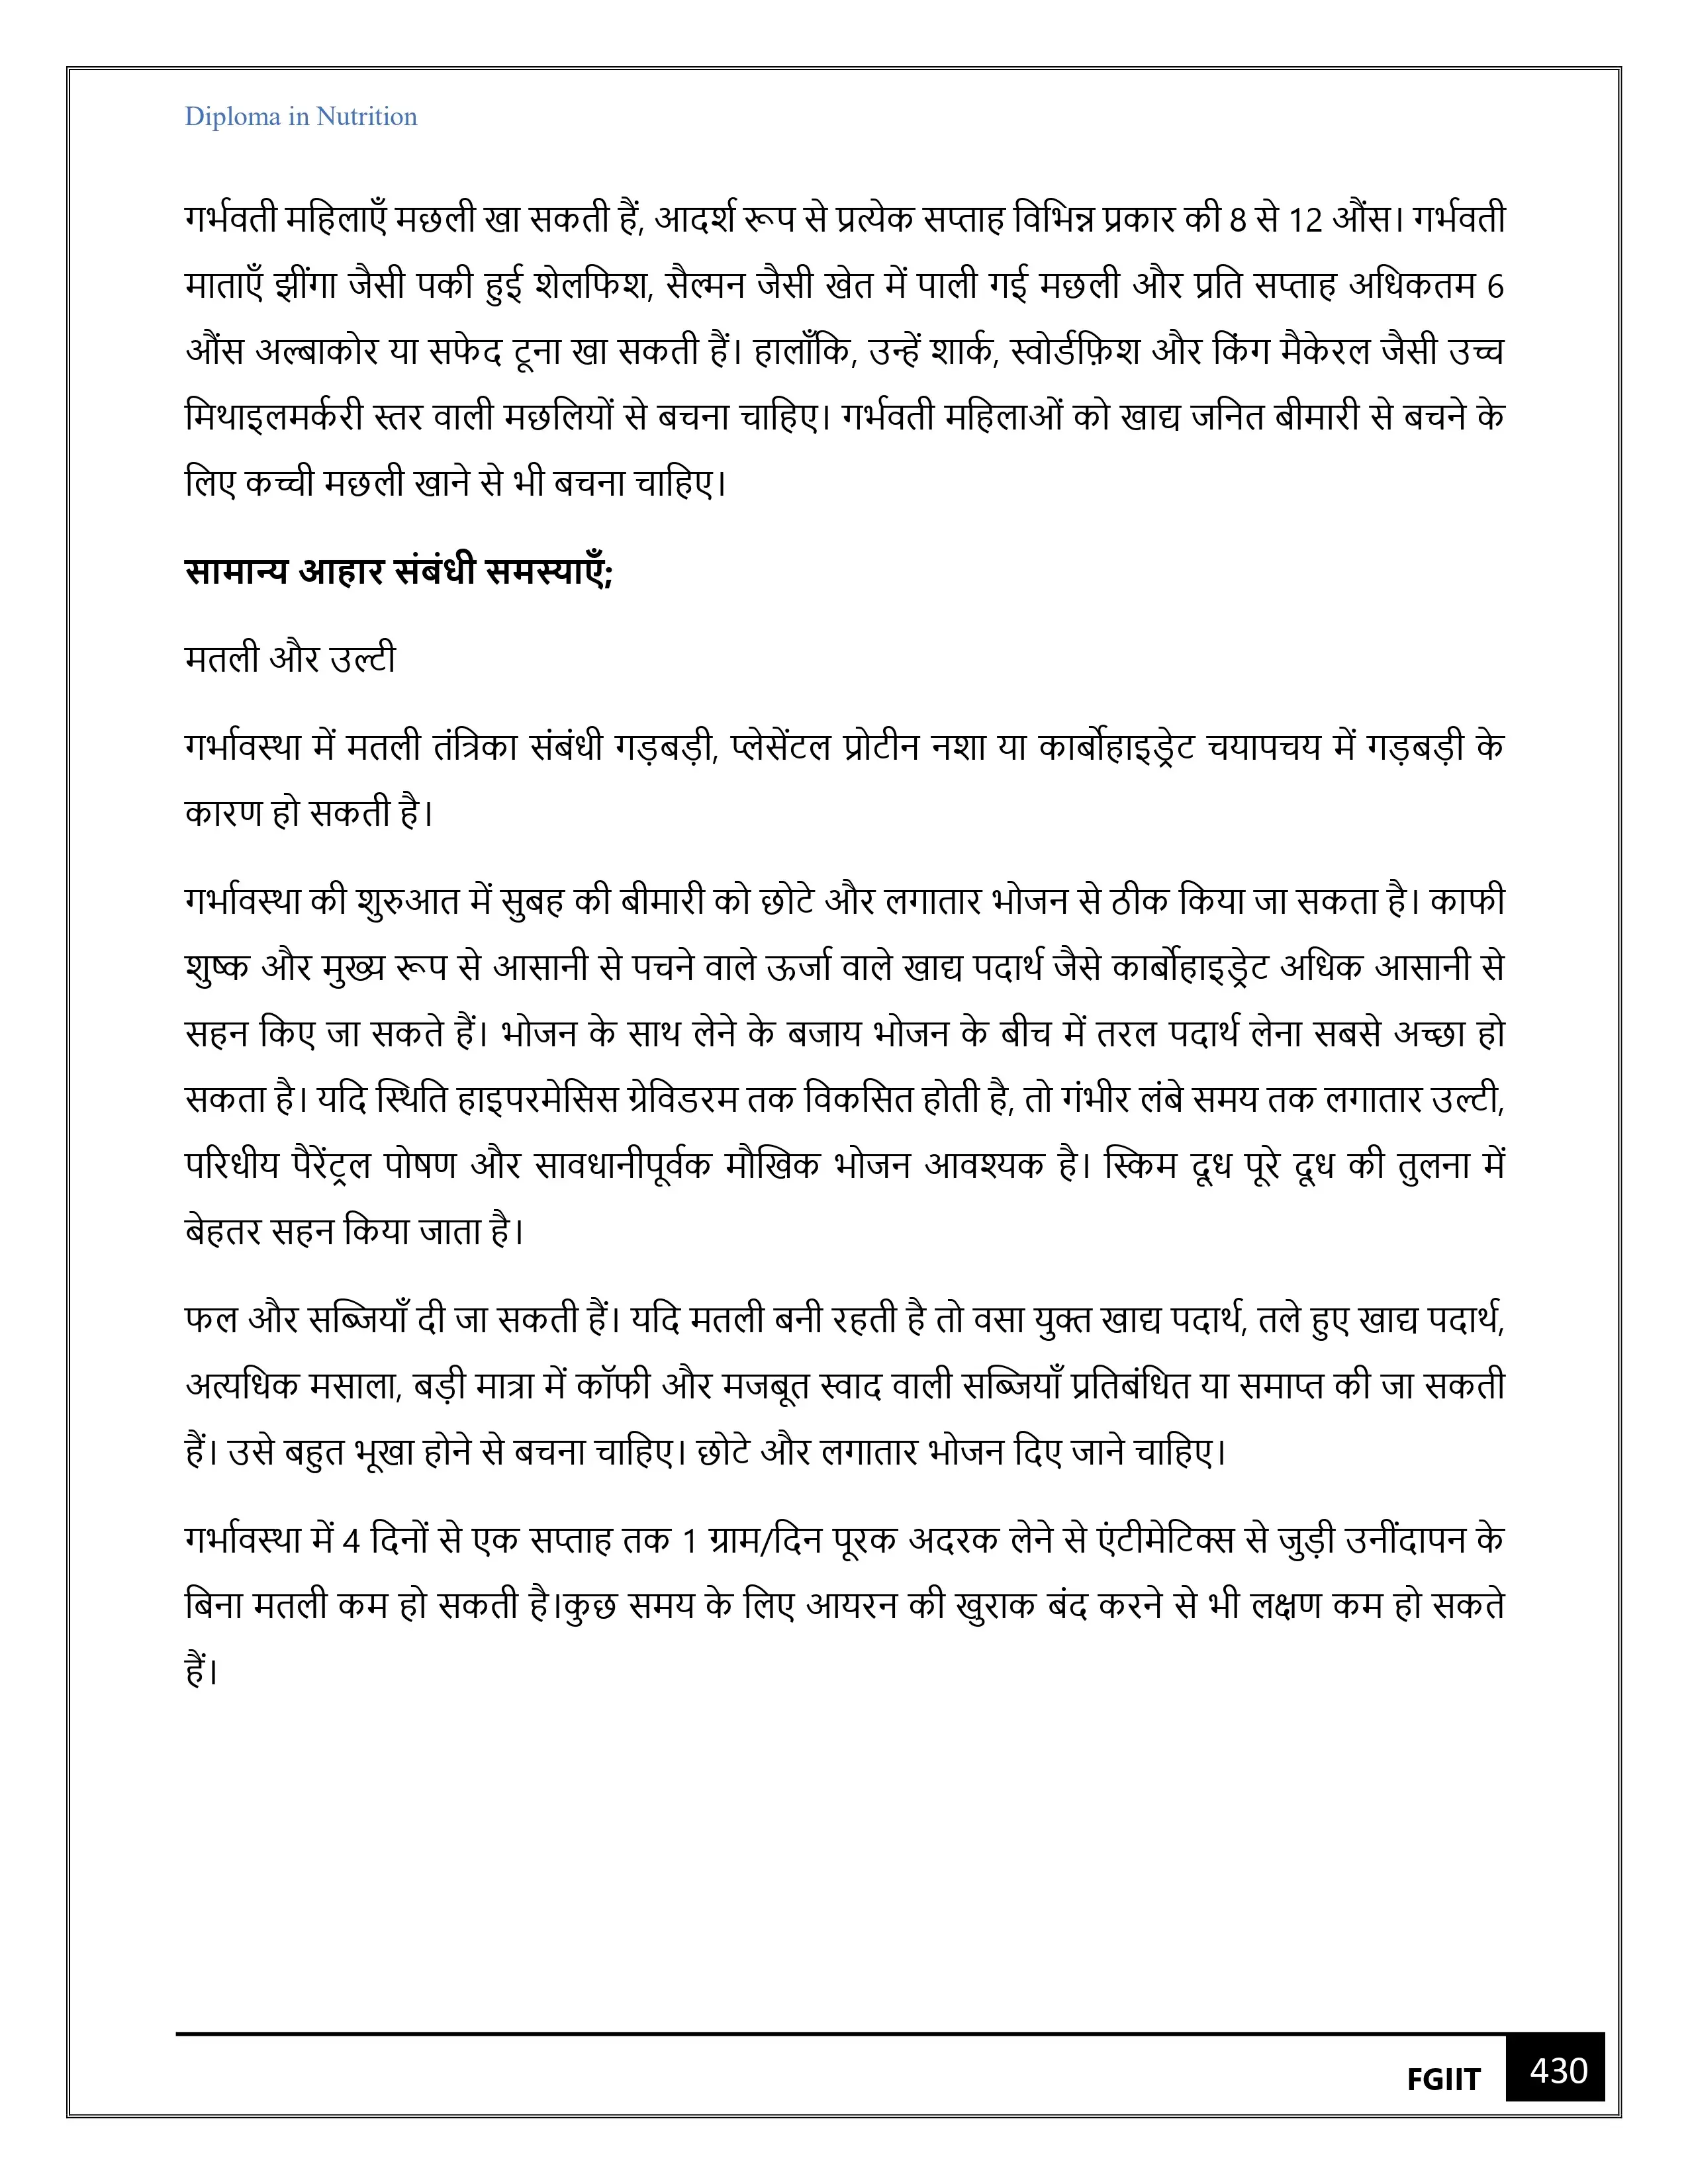 Diploma in Nutrition
गर्भवती महिलाएँ मछली खा सकती हैं, आदर्श रूप से प्रत्येक सप्ताह विभिन्न प्रकार की 8 से 12 औंस। गर्भवती
माताएँ झींगा जैसी पकी हुई शेलफिश, सैल्मन जैसी खेत में पाली गई मछली और प्रति सप्ताह अधिकतम 6
औंस अल्बाकोर या सफेद टूना खा सकती हैं। हालाँकि, उन्हें शार्क, स्वोर्डफ़िश और किंग मैकेरल जैसी उच्च
मिथाइलमर्करी स्तर वाली मछलियों से बचना चाहिए। गर्भवती महिलाओं को खाद्य जनित बीमारी से बचने के
लिए कच्ची मछली खाने से भी बचना चाहिए।
सामान्य आहार संबंधी समस्याएँ;
मतली और उल्टी
गर्भावस्था में मतली तंत्रिका संबंधी गड़बड़ी, प्लेसेंटल प्रोटीन नशा या कार्बोहाइड्रेट चयापचय में गड़बड़ी के
कारण हो सकती है।
गर्भावस्था की शुरुआत में सुबह की बीमारी को छोटे और लगातार भोजन से ठीक किया जा सकता है। काफी
शुष्क और मुख्य रूप से आसानी से पचने वाले ऊर्जा वाले खाद्य पदार्थ जैसे कार्बोहाइड्रेट अधिक आसानी से
सहन किए जा सकते हैं। भोजन के साथ लेने के बजाय भोजन के बीच में तरल पदार्थ लेना सबसे अच्छा हो
सकता है। यदि स्थिति हाइपरमेसिस ग्रेविडरम तक विकसित होती है, तो गंभीर लंबे समय तक लगातार उल्टी,
परिधीय पैरेंट्रल पोषण और सावधानीपूर्वक मौखिक भोजन आवश्यक है। स्किम दूध पूरे दूध की तुलना में
बेहतर सहन किया जाता है।
फल और सब्जियाँ दी जा सकती हैं। यदि मतली बनी रहती है तो वसा युक्त खाद्य पदार्थ, तले हुए खाद्य पदार्थ,
अत्यधिक मसाला, बड़ी मात्रा में कॉफी और मजबूत स्वाद वाली सब्जियाँ प्रतिबंधित या समाप्त की जा सकती
हैं। उसे बहुत भूखा होने से बचना चाहिए। छोटे और लगातार भोजन दिए जाने चाहिए।
गर्भावस्था में 4 दिनों से एक सप्ताह तक 1 ग्राम/दिन पूरक अदरक लेने से एंटीमेटिक्स से जुड़ी उनींदापन के
बिना मतली कम हो सकती है।कुछ समय के लिए आयरन की खुराक बंद करने से भी लक्षण कम हो सकते
हैं।
FGIIT 430